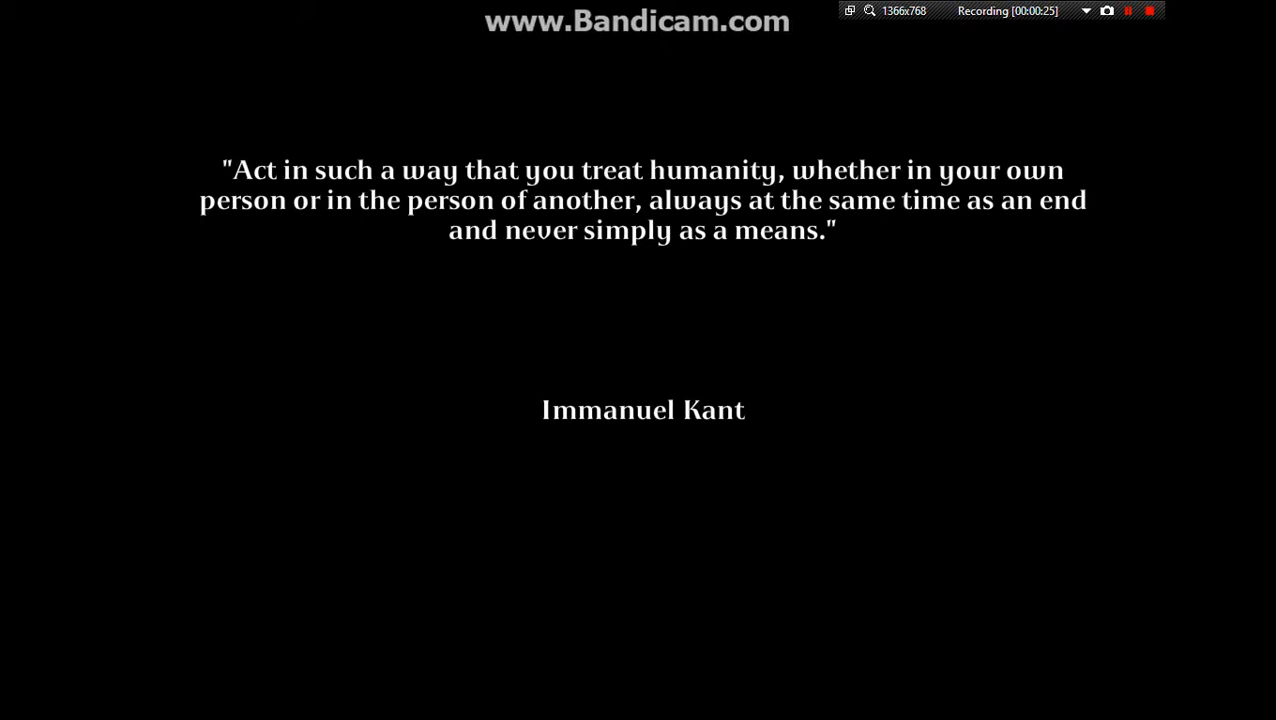 www.Bandicam.com
1366x768 Recording [00:00:25]
"Act in such a way that you treat humanity, whether in your own
person or in the person of another, always at the same time as an end
and never simply as a means."
Immanuel Kant